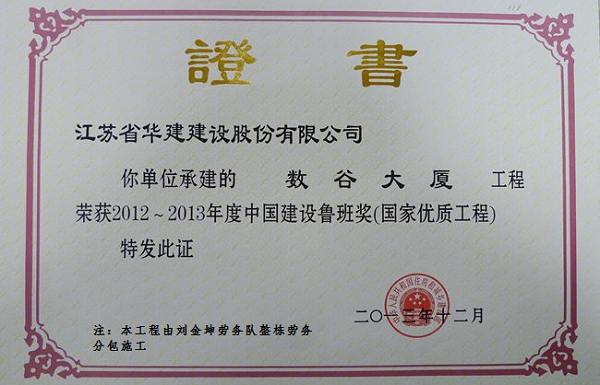 證書
江苏省华建建设股份有限公司
你单位承建的 数谷大厦 工程
荣获2012~2013年度中国建设鲁班奖(国家优质工程)
特发此证
二〇一三年十二月
注：本工程由刘金坤劳务队整栋劳务
分包施工